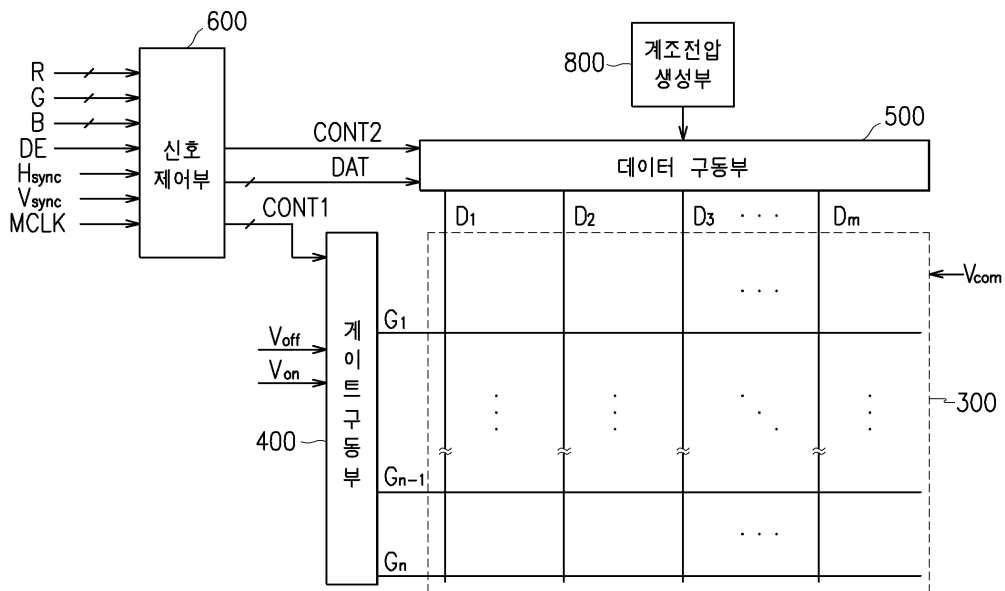 600
R
G
B
DE
Hsync
Vsync
MCLK
신호
제어부
CONT2
DAT
CONT1
800
계조전압
생성부
500
데이터 구동부
D1
D2
D3
· · ·
Dm
Vcom
· · ·
G1
Voff
Von
게이트구동부
400
300
Gn-1
· · ·
Gn